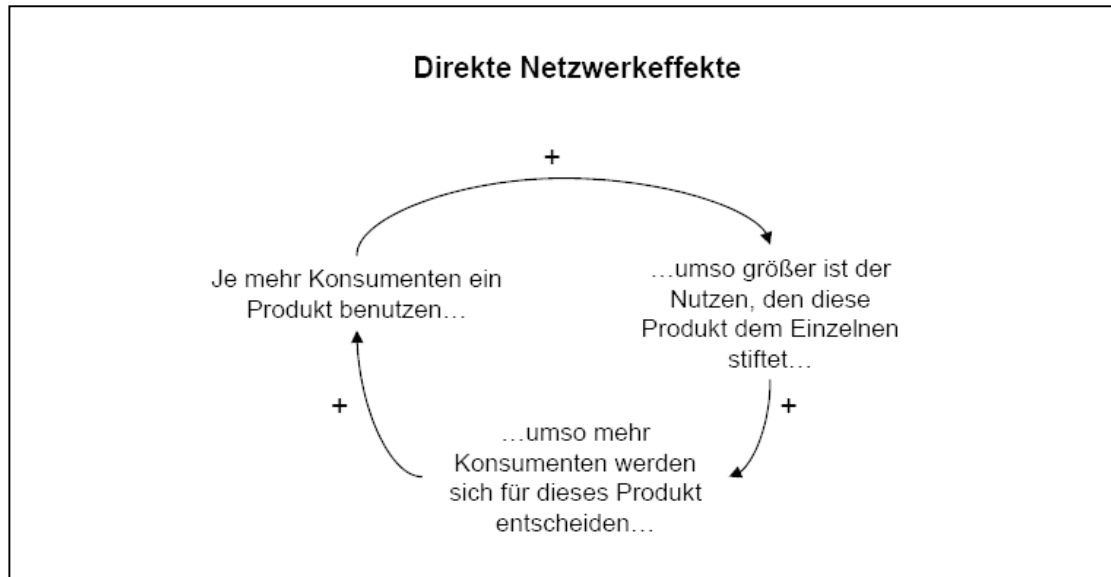 Direkte Netzwerkeffekte
+
Je mehr Konsumenten ein
Produkt benutzen…
…umso größer ist der
Nutzen, den diese
Produkt dem Einzelnen
stiftet…
+
+
…umso mehr
Konsumenten werden
sich für dieses Produkt
entscheiden…